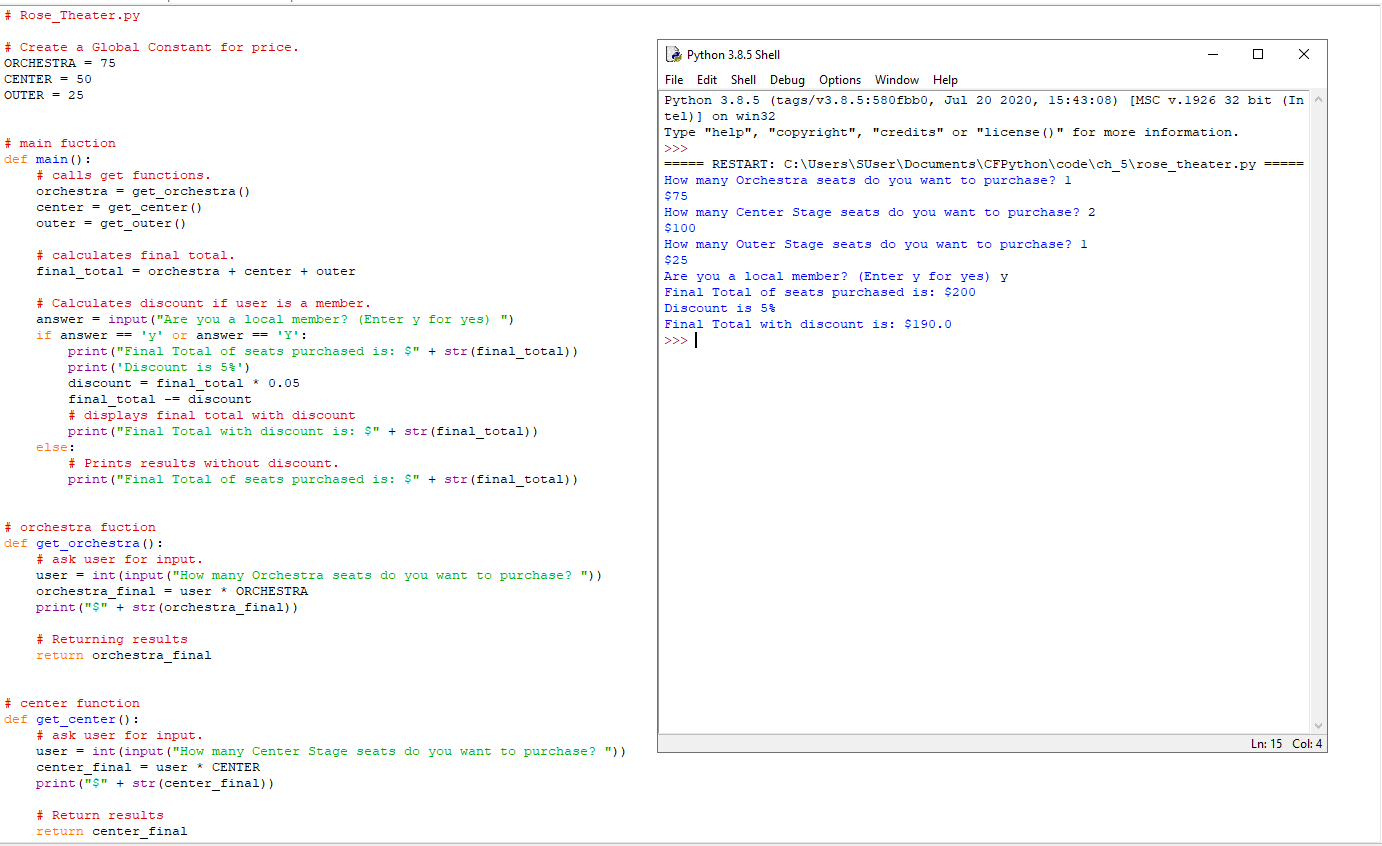 # Rose_Theater.py
# Create a Global Constant for price.
ORCHESTRA = 75
CENTER = 50
OUTER = 25
# main fuction
def main():
    # calls get functions.
    orchestra = get_orchestra()
    center = get_center()
    outer = get_outer()
    # calculates final total.
    final_total = orchestra + center + outer
    # Calculates discount if user is a member.
    answer = input("Are you a local member? (Enter y for yes) ")
    if answer == 'y' or answer == 'Y':
        print("Final Total of seats purchased is: $" + str(final_total))
        print('Discount is 5%')
        discount = final_total * 0.05
        final_total -= discount
        # displays final total with discount
        print("Final Total with discount is: $" + str(final_total))
    else:
        # Prints results without discount.
        print("Final Total of seats purchased is: $" + str(final_total))
# orchestra fuction
def get_orchestra():
    # ask user for input.
    user = int(input("How many Orchestra seats do you want to purchase? "))
    orchestra_final = user * ORCHESTRA
    print("$" + str(orchestra_final))
    # Returning results
    return orchestra_final
# center function
def get_center():
    # ask user for input.
    user = int(input("How many Center Stage seats do you want to purchase? "))
    center_final = user * CENTER
    print("$" + str(center_final))
    # Return results
    return center_final
Python 3.8.5 Shell
File Edit Shell Debug Options Window Help
Python 3.8.5 (tags/v3.8.5:580fbb0, Jul 20 2020, 15:43:08) [MSC v.1926 32 bit (In
tel)] on win32
Type "help", "copyright", "credits" or "license()" for more information.
>>>
===== RESTART: C:\Users\SUser\Documents\CFPython\code\ch_5\rose_theater.py =====
How many Orchestra seats do you want to purchase? 1
$75
How many Center Stage seats do you want to purchase? 2
$100
How many Outer Stage seats do you want to purchase? 1
$25
Are you a local member? (Enter y for yes) y
Final Total of seats purchased is: $200
Discount is 5%
Final Total with discount is: $190.0
>>>
Ln: 15 Col: 4